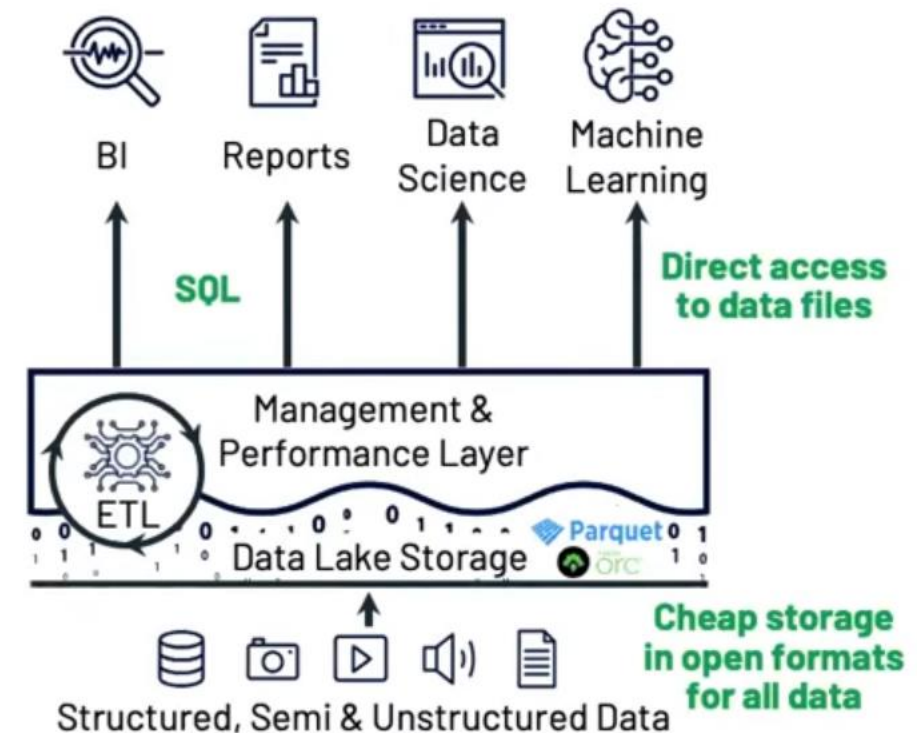 BI
Reports
Data
Science
Machine
Learning
SQL
Direct access
to data files
Management &
Performance Layer
ETL
Data Lake Storage
Parquet
orc
Cheap storage
in open formats
for all data
Structured, Semi & Unstructured Data